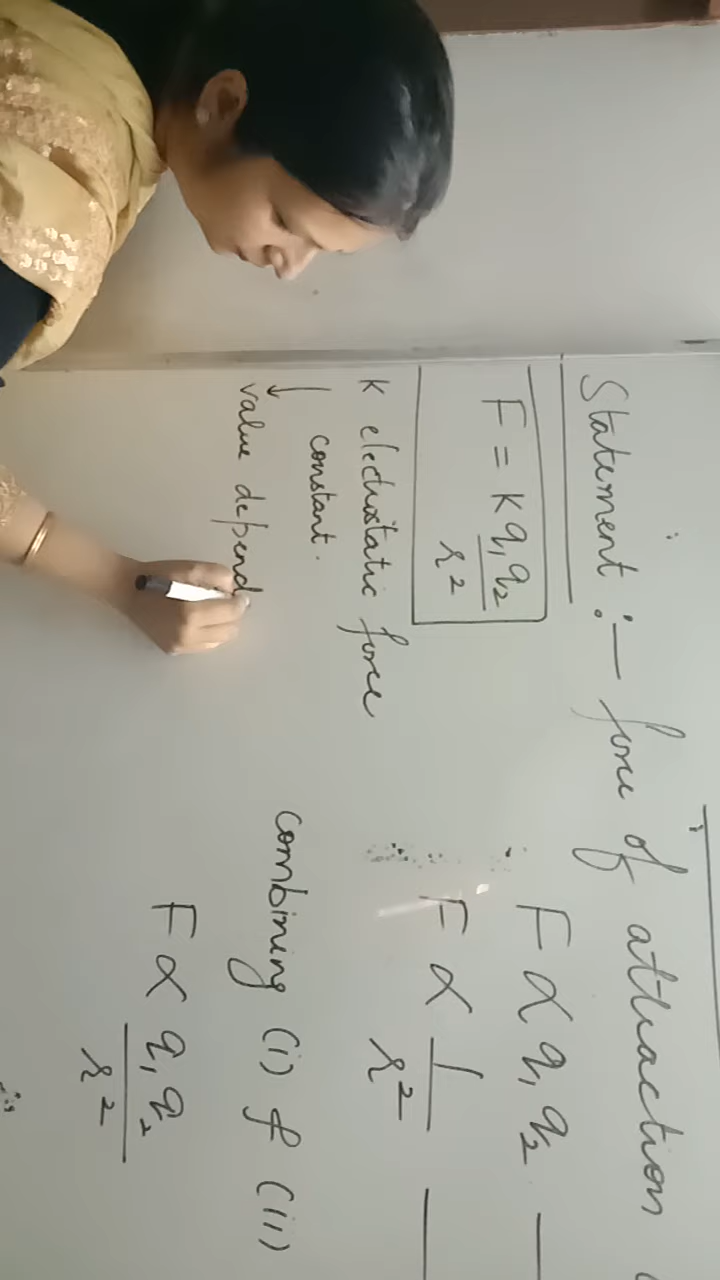 Statement :- force of attraction
F ∝ q₁q₂
F ∝ 1/r²
combining (i) & (ii)
F ∝ q₁q₂/r²
F = K q₁q₂/r²
K electrostatic force
constant.
↓
value depend